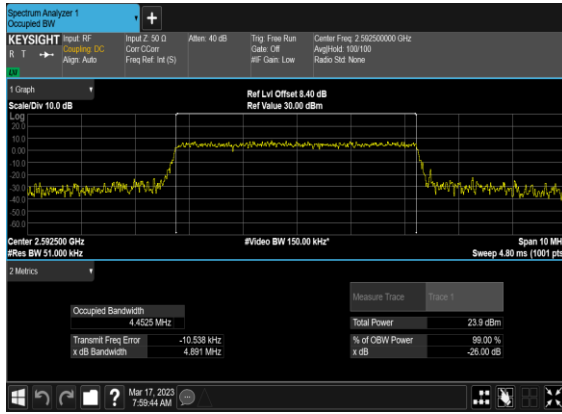 Spectrum Analyzer 1
Occupied BW
+
KEYSIGHT Input: RF
R T Coupling: DC
Align: Auto
Input Z: 50 Ω
Corr CCorr
Freq Ref: Int (S)
Atten: 40 dB
Trig: Free Run
Gate: Off
#IF Gain: Low
Center Freq: 2.592500000 GHz
Avg|Hold: 100/100
Radio Std: None
1 Graph
Scale/Div 10.0 dB
Ref Lvl Offset 8.40 dB
Ref Value 30.00 dBm
Log
20.0
10.0
0.00
-10.0
-20.0
-30.0
-40.0
-50.0
-60.0
Center 2.592500 GHz
#Res BW 51.000 kHz
#Video BW 150.00 kHz*
Span 10 MH
Sweep 4.80 ms (1001 pts
2 Metrics
Measure Trace Trace 1
Occupied Bandwidth
4.4525 MHz
Total Power 23.9 dBm
Transmit Freq Error -10.538 kHz
% of OBW Power 99.00 %
x dB Bandwidth 4.891 MHz
x dB -26.00 dB
?
Mar 17, 2023
7:59:44 AM